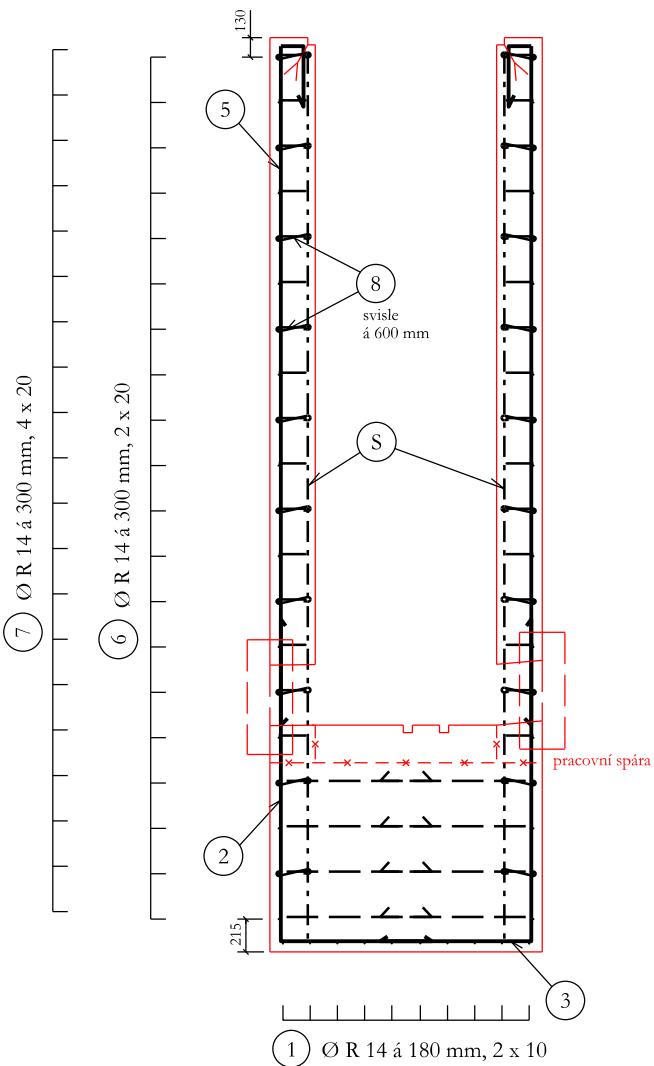 130
5
8
svisle
á 600 mm
S
7 Ø R 14 á 300 mm, 4 x 20
6 Ø R 14 á 300 mm, 2 x 20
pracovní spára
2
215
3
1 Ø R 14 á 180 mm, 2 x 10